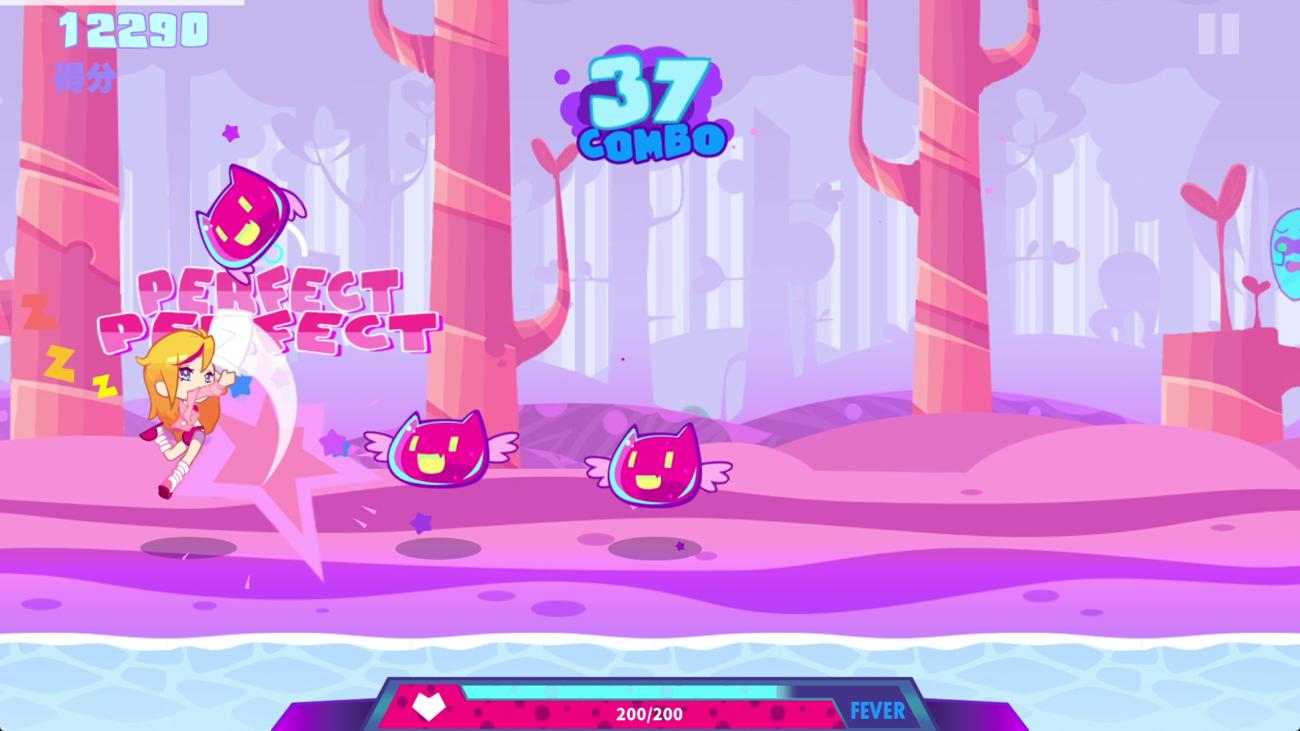 12290
得分
37
COMBO
PERFECT
PERFECT
Z
Z
Z
200/200
FEVER